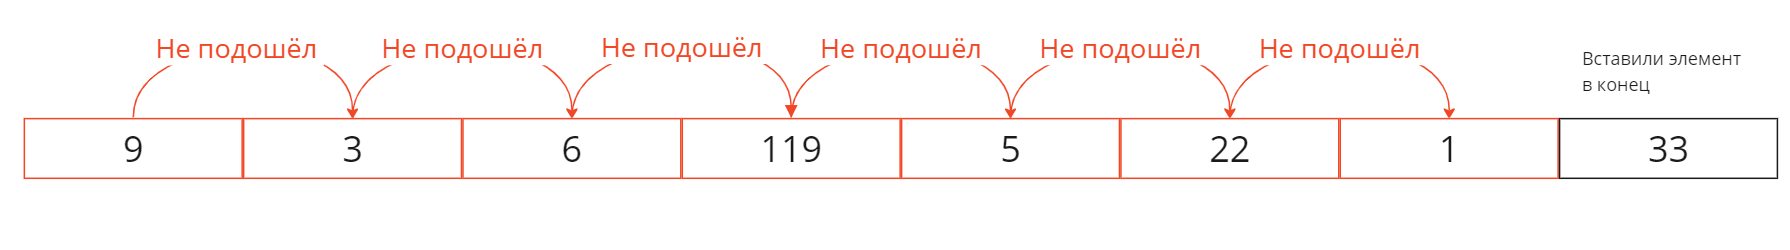 Не подошёл Не подошёл Не подошёл Не подошёл Не подошёл Не подошёл
Вставили элемент
в конец
9 3 6 119 5 22 1 33